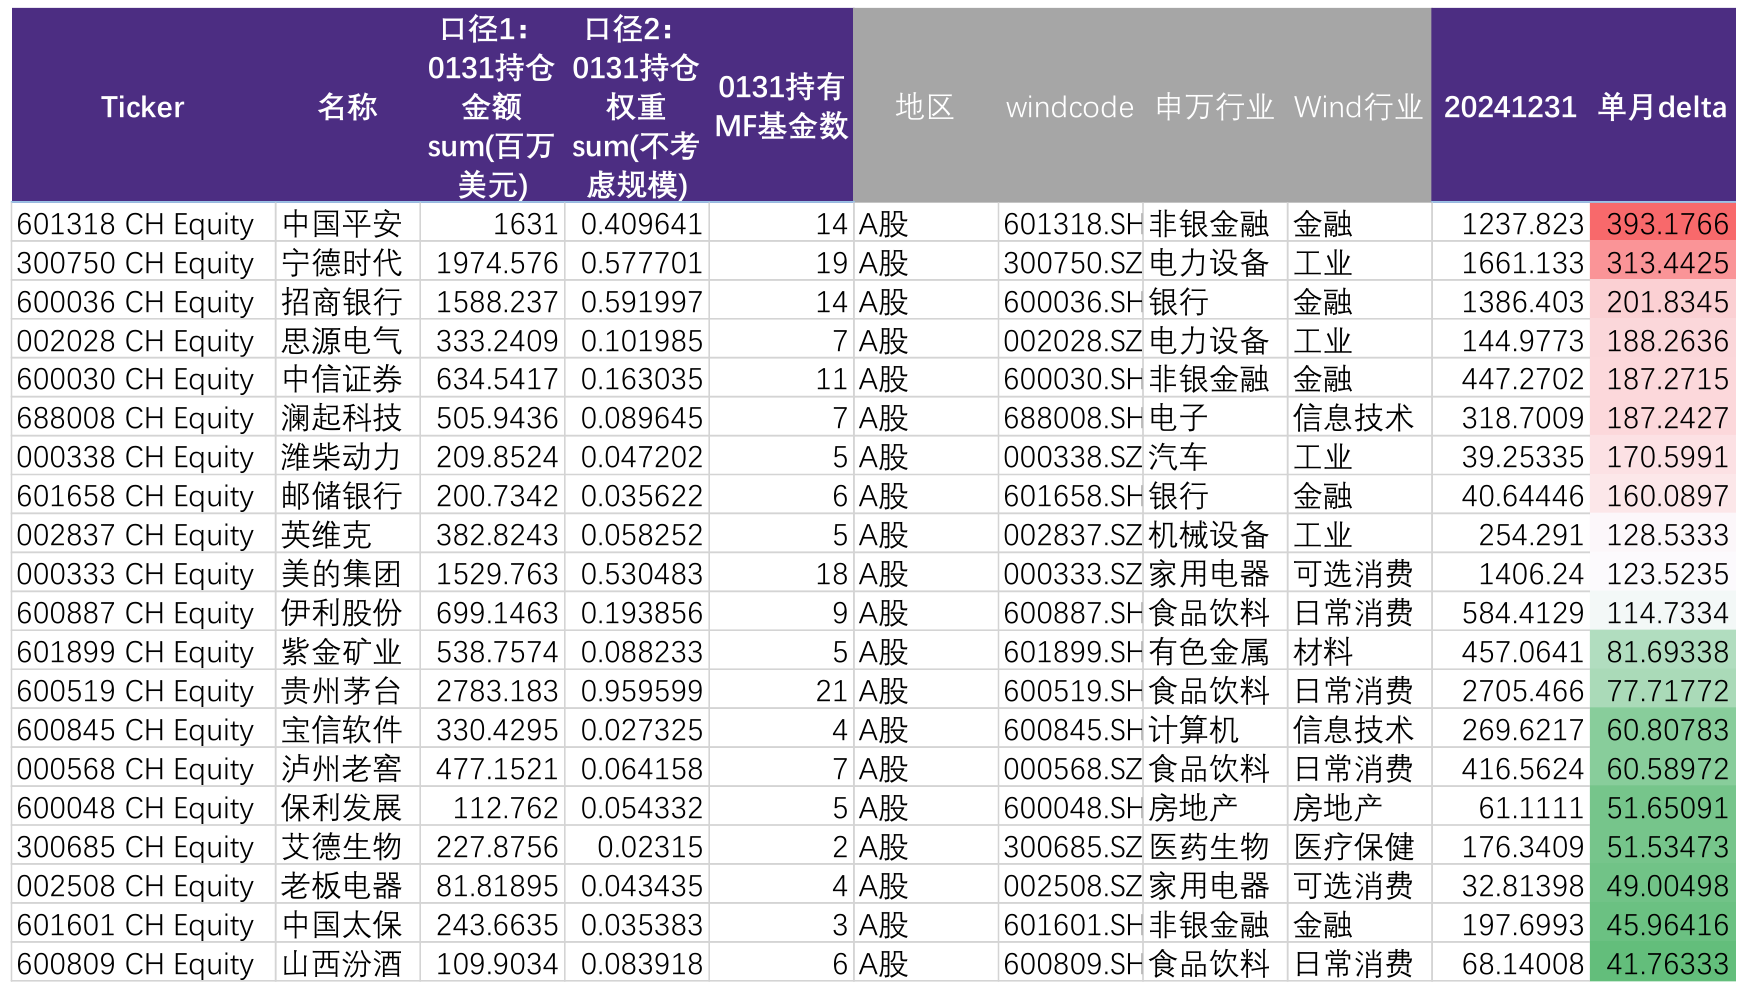 Ticker 名称 口径1：0131持仓金额sum(百万美元) 口径2：0131持仓权重sum(不考虑规模) 0131持有MF基金数 地区 windcode 申万行业 Wind行业 20241231 单月delta
601318 CH Equity 中国平安 1631 0.409641 14 A股 601318.SH 非银金融 金融 1237.823 393.1766
300750 CH Equity 宁德时代 1974.576 0.577701 19 A股 300750.SZ 电力设备 工业 1661.133 313.4425
600036 CH Equity 招商银行 1588.237 0.591997 14 A股 600036.SH 银行 金融 1386.403 201.8345
002028 CH Equity 思源电气 333.2409 0.101985 7 A股 002028.SZ 电力设备 工业 144.9773 188.2636
600030 CH Equity 中信证券 634.5417 0.163035 11 A股 600030.SH 非银金融 金融 447.2702 187.2715
688008 CH Equity 澜起科技 505.9436 0.089645 7 A股 688008.SH 电子 信息技术 318.7009 187.2427
000338 CH Equity 潍柴动力 209.8524 0.047202 5 A股 000338.SZ 汽车 工业 39.25335 170.5991
601658 CH Equity 邮储银行 200.7342 0.035622 6 A股 601658.SH 银行 金融 40.64446 160.0897
002837 CH Equity 英维克 382.8243 0.058252 5 A股 002837.SZ 机械设备 工业 254.291 128.5333
000333 CH Equity 美的集团 1529.763 0.530483 18 A股 000333.SZ 家用电器 可选消费 1406.24 123.5235
600887 CH Equity 伊利股份 699.1463 0.193856 9 A股 600887.SH 食品饮料 日常消费 584.4129 114.7334
601899 CH Equity 紫金矿业 538.7574 0.088233 5 A股 601899.SH 有色金属 材料 457.0641 81.69338
600519 CH Equity 贵州茅台 2783.183 0.959599 21 A股 600519.SH 食品饮料 日常消费 2705.466 77.71772
600845 CH Equity 宝信软件 330.4295 0.027325 4 A股 600845.SH 计算机 信息技术 269.6217 60.80783
000568 CH Equity 泸州老窖 477.1521 0.064158 7 A股 000568.SZ 食品饮料 日常消费 416.5624 60.58972
600048 CH Equity 保利发展 112.762 0.054332 5 A股 600048.SH 房地产 房地产 61.1111 51.65091
300685 CH Equity 艾德生物 227.8756 0.02315 2 A股 300685.SZ 医药生物 医疗保健 176.3409 51.53473
002508 CH Equity 老板电器 81.81895 0.043435 4 A股 002508.SZ 家用电器 可选消费 32.81398 49.00498
601601 CH Equity 中国太保 243.6635 0.035383 3 A股 601601.SH 非银金融 金融 197.6993 45.96416
600809 CH Equity 山西汾酒 109.9034 0.083918 6 A股 600809.SH 食品饮料 日常消费 68.14008 41.76333